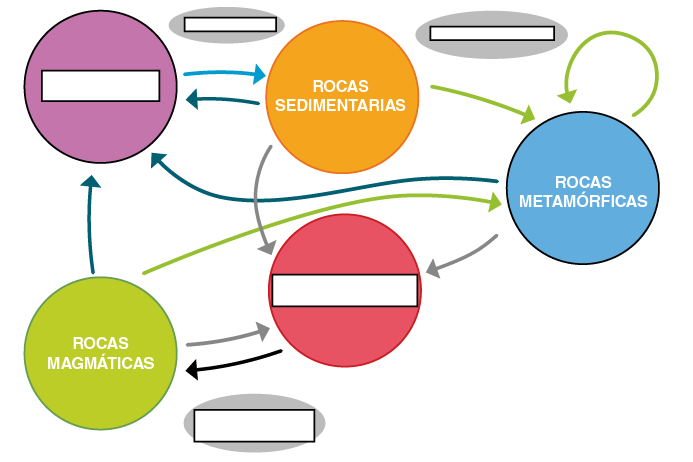 ROCAS
SEDIMENTARIAS
ROCAS
METAMÓRFICAS
ROCAS
MAGMÁTICAS